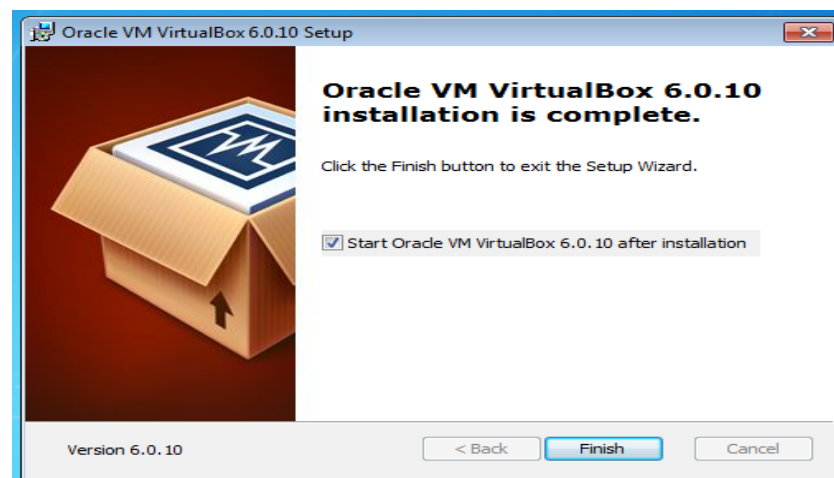 Oracle VM VirtualBox 6.0.10 Setup
Oracle VM VirtualBox 6.0.10
installation is complete.
Click the Finish button to exit the Setup Wizard.
Start Oracle VM VirtualBox 6.0.10 after installation
Version 6.0.10
< Back
Finish
Cancel